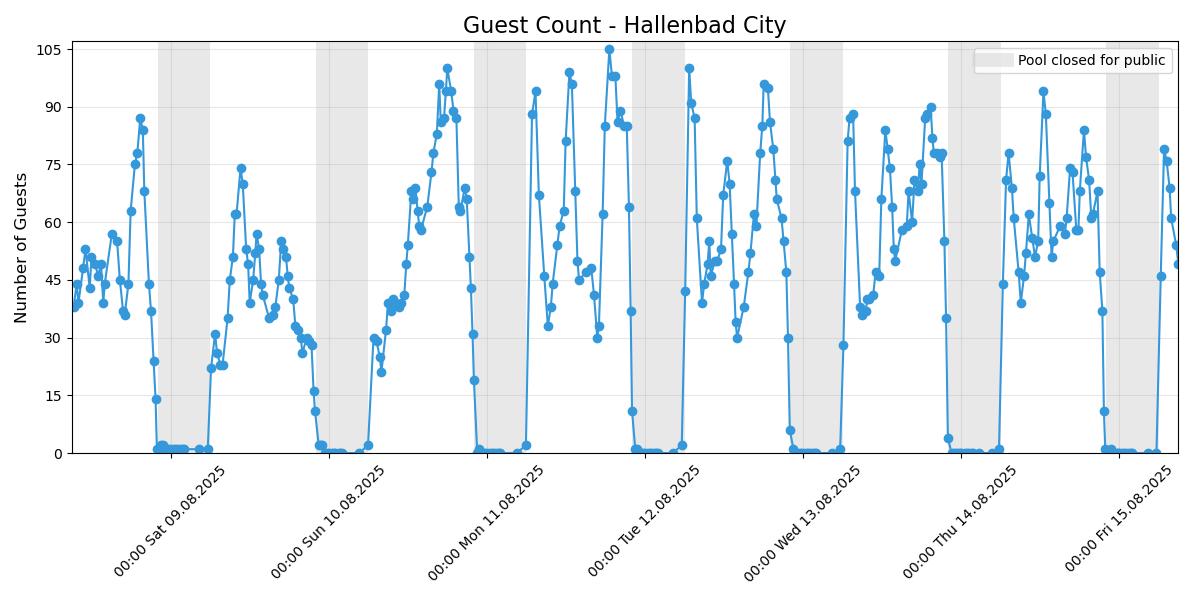 Guest Count - Hallenbad City
Pool closed for public
Number of Guests
105
90
75
60
45
30
15
0
00:00 Sat 09.08.2025
00:00 Sun 10.08.2025
00:00 Mon 11.08.2025
00:00 Tue 12.08.2025
00:00 Wed 13.08.2025
00:00 Thu 14.08.2025
00:00 Fri 15.08.2025